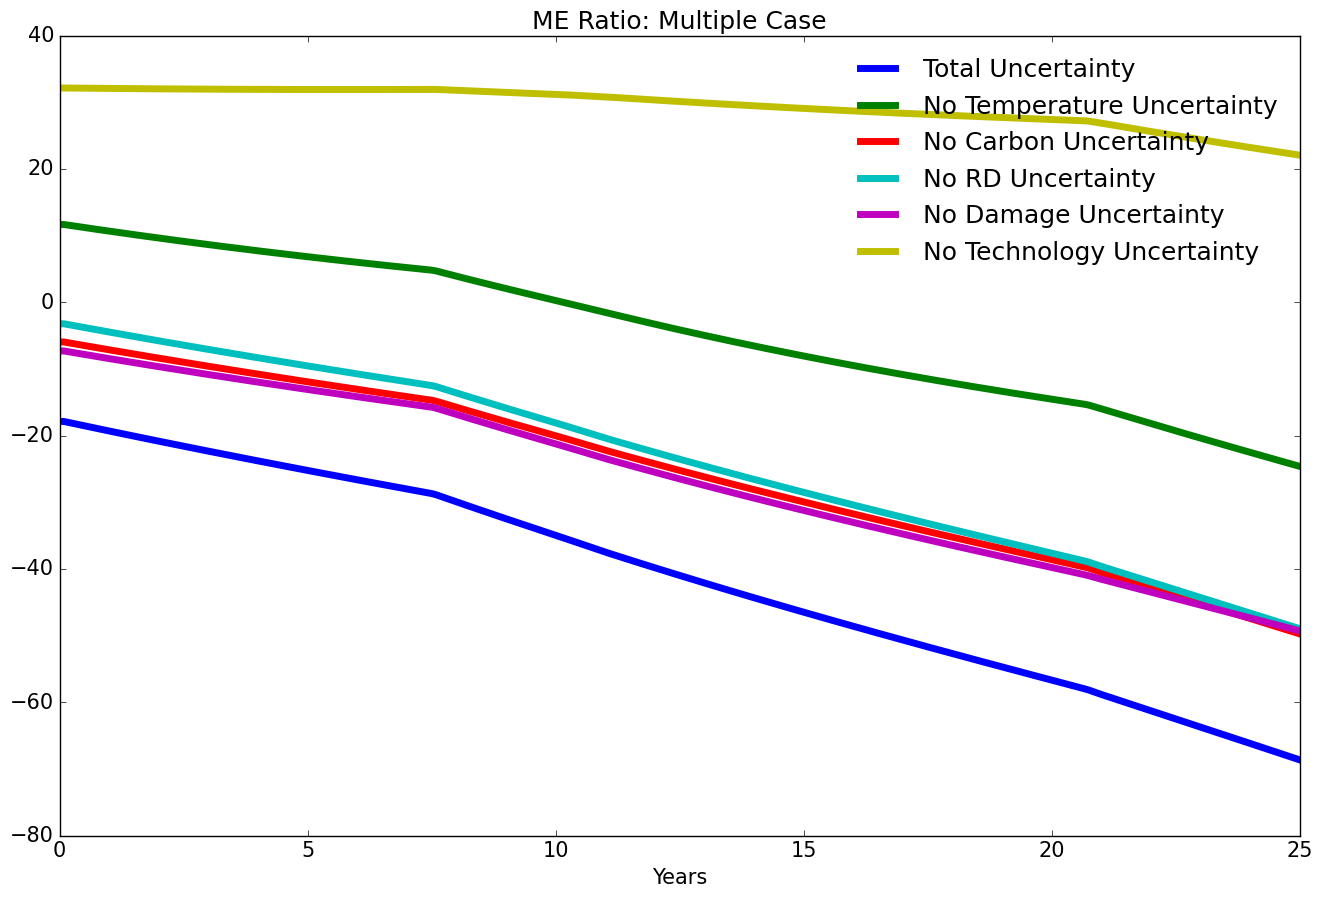 ME Ratio: Multiple Case
40
20
0
−20
−40
−60
−80
Total Uncertainty
No Temperature Uncertainty
No Carbon Uncertainty
No RD Uncertainty
No Damage Uncertainty
No Technology Uncertainty
0 5 10 15 20 25
Years